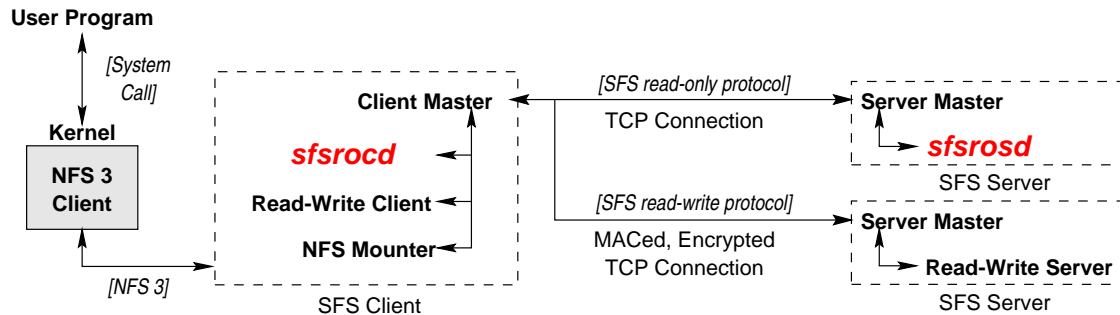 User Program
[System
Call]
Kernel
NFS 3
Client
[NFS 3]
Client Master
sfsrocd
Read-Write Client
NFS Mounter
SFS Client
[SFS read-only protocol]
TCP Connection
[SFS read-write protocol]
MACed, Encrypted
TCP Connection
Server Master
sfsrosd
SFS Server
Server Master
Read-Write Server
SFS Server